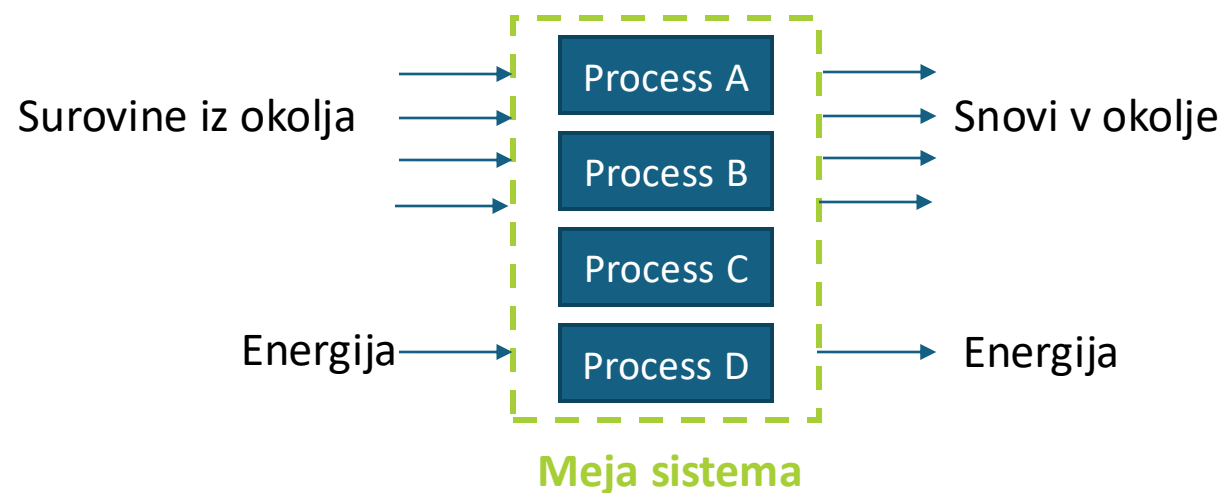 Process A
Surovine iz okolja
Snovi v okolje
Process B
Process C
Energija
Process D
Energija
Meja sistema